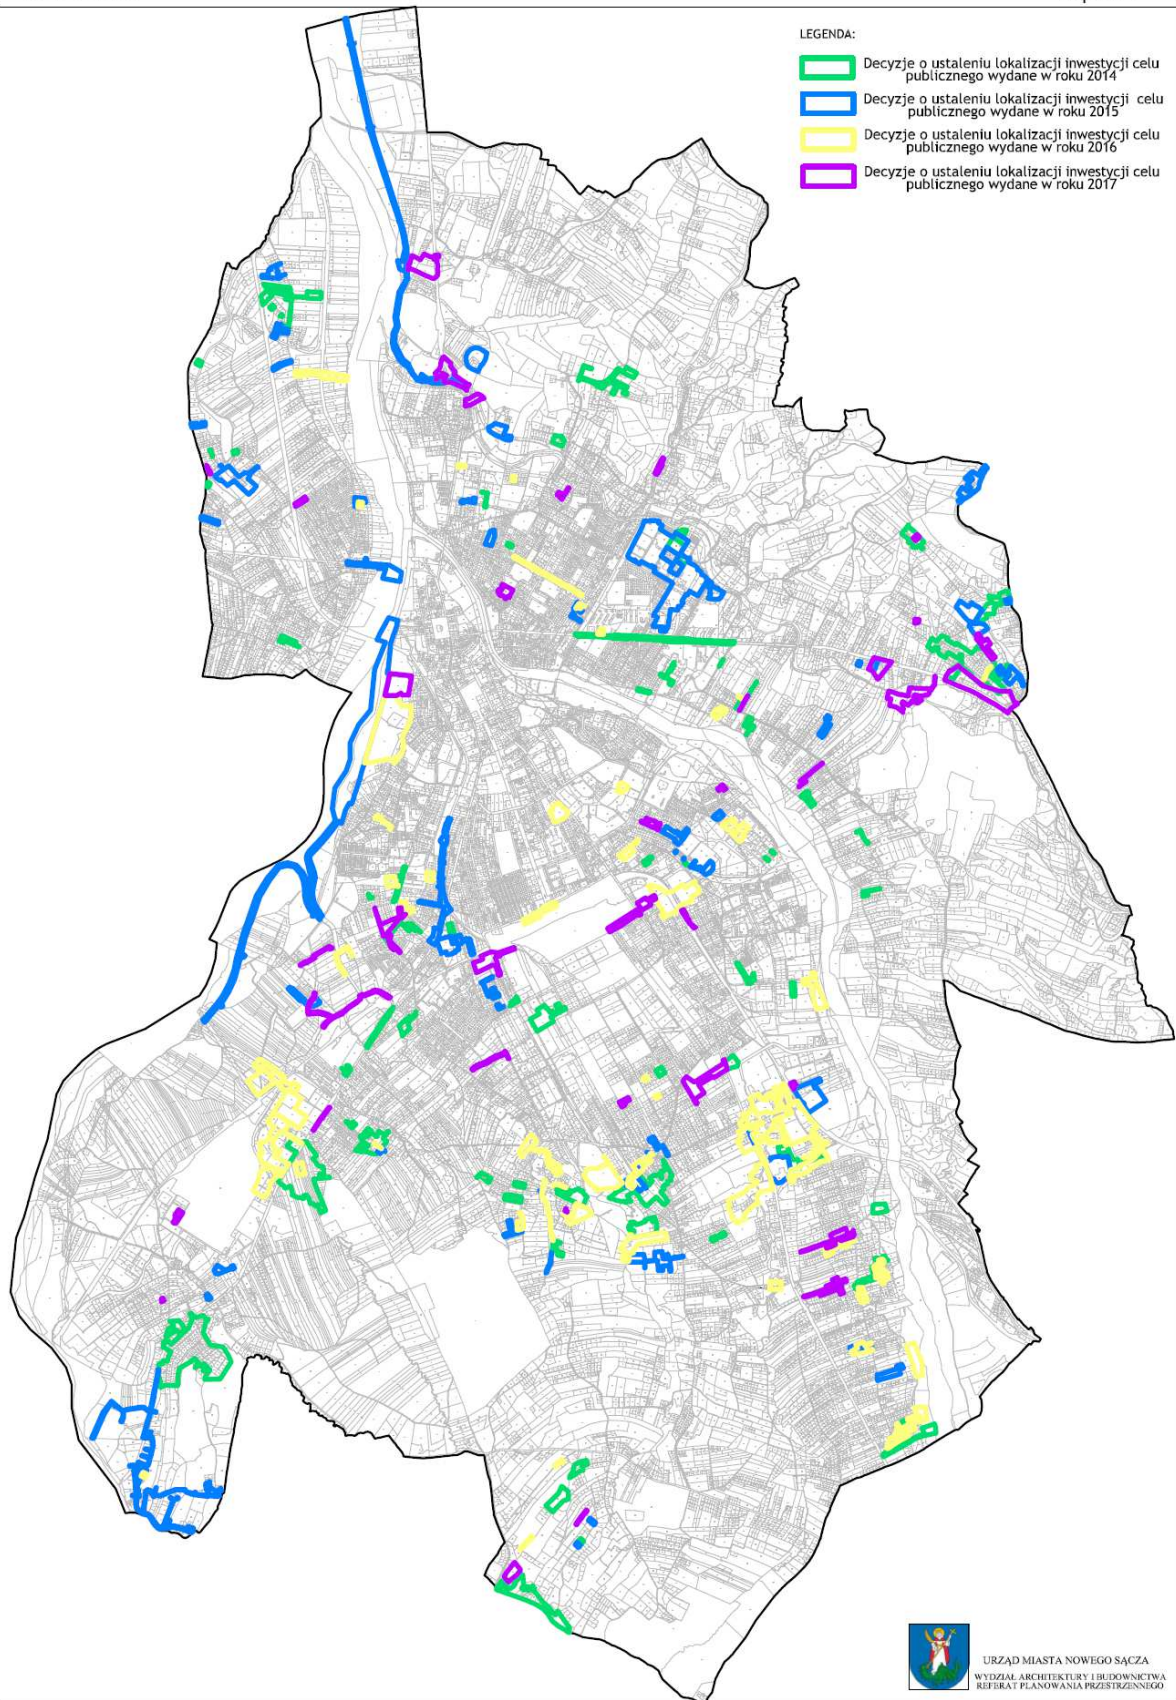 LEGENDA:
Decyzje o ustaleniu lokalizacji inwestycji celu
publicznego wydane w roku 2014
Decyzje o ustaleniu lokalizacji inwestycji celu
publicznego wydane w roku 2015
Decyzje o ustaleniu lokalizacji inwestycji celu
publicznego wydane w roku 2016
Decyzje o ustaleniu lokalizacji inwestycji celu
publicznego wydane w roku 2017
URZĄD MIASTA NOWEGO SĄCZA
WYDZIAŁ ARCHITEKTURY I BUDOWNICTWA
REFERAT PLANOWANIA PRZESTRZENNEGO